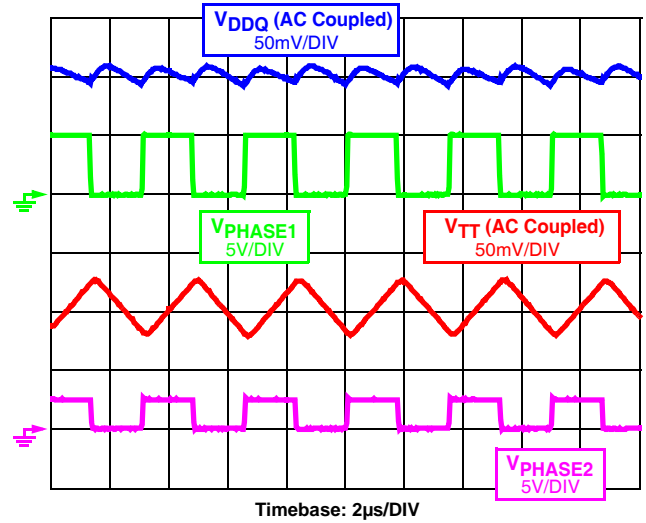 VDDQ (AC Coupled)
50mV/DIV
VPHASE1
5V/DIV
VTT (AC Coupled)
50mV/DIV
VPHASE2
5V/DIV
Timebase: 2µs/DIV